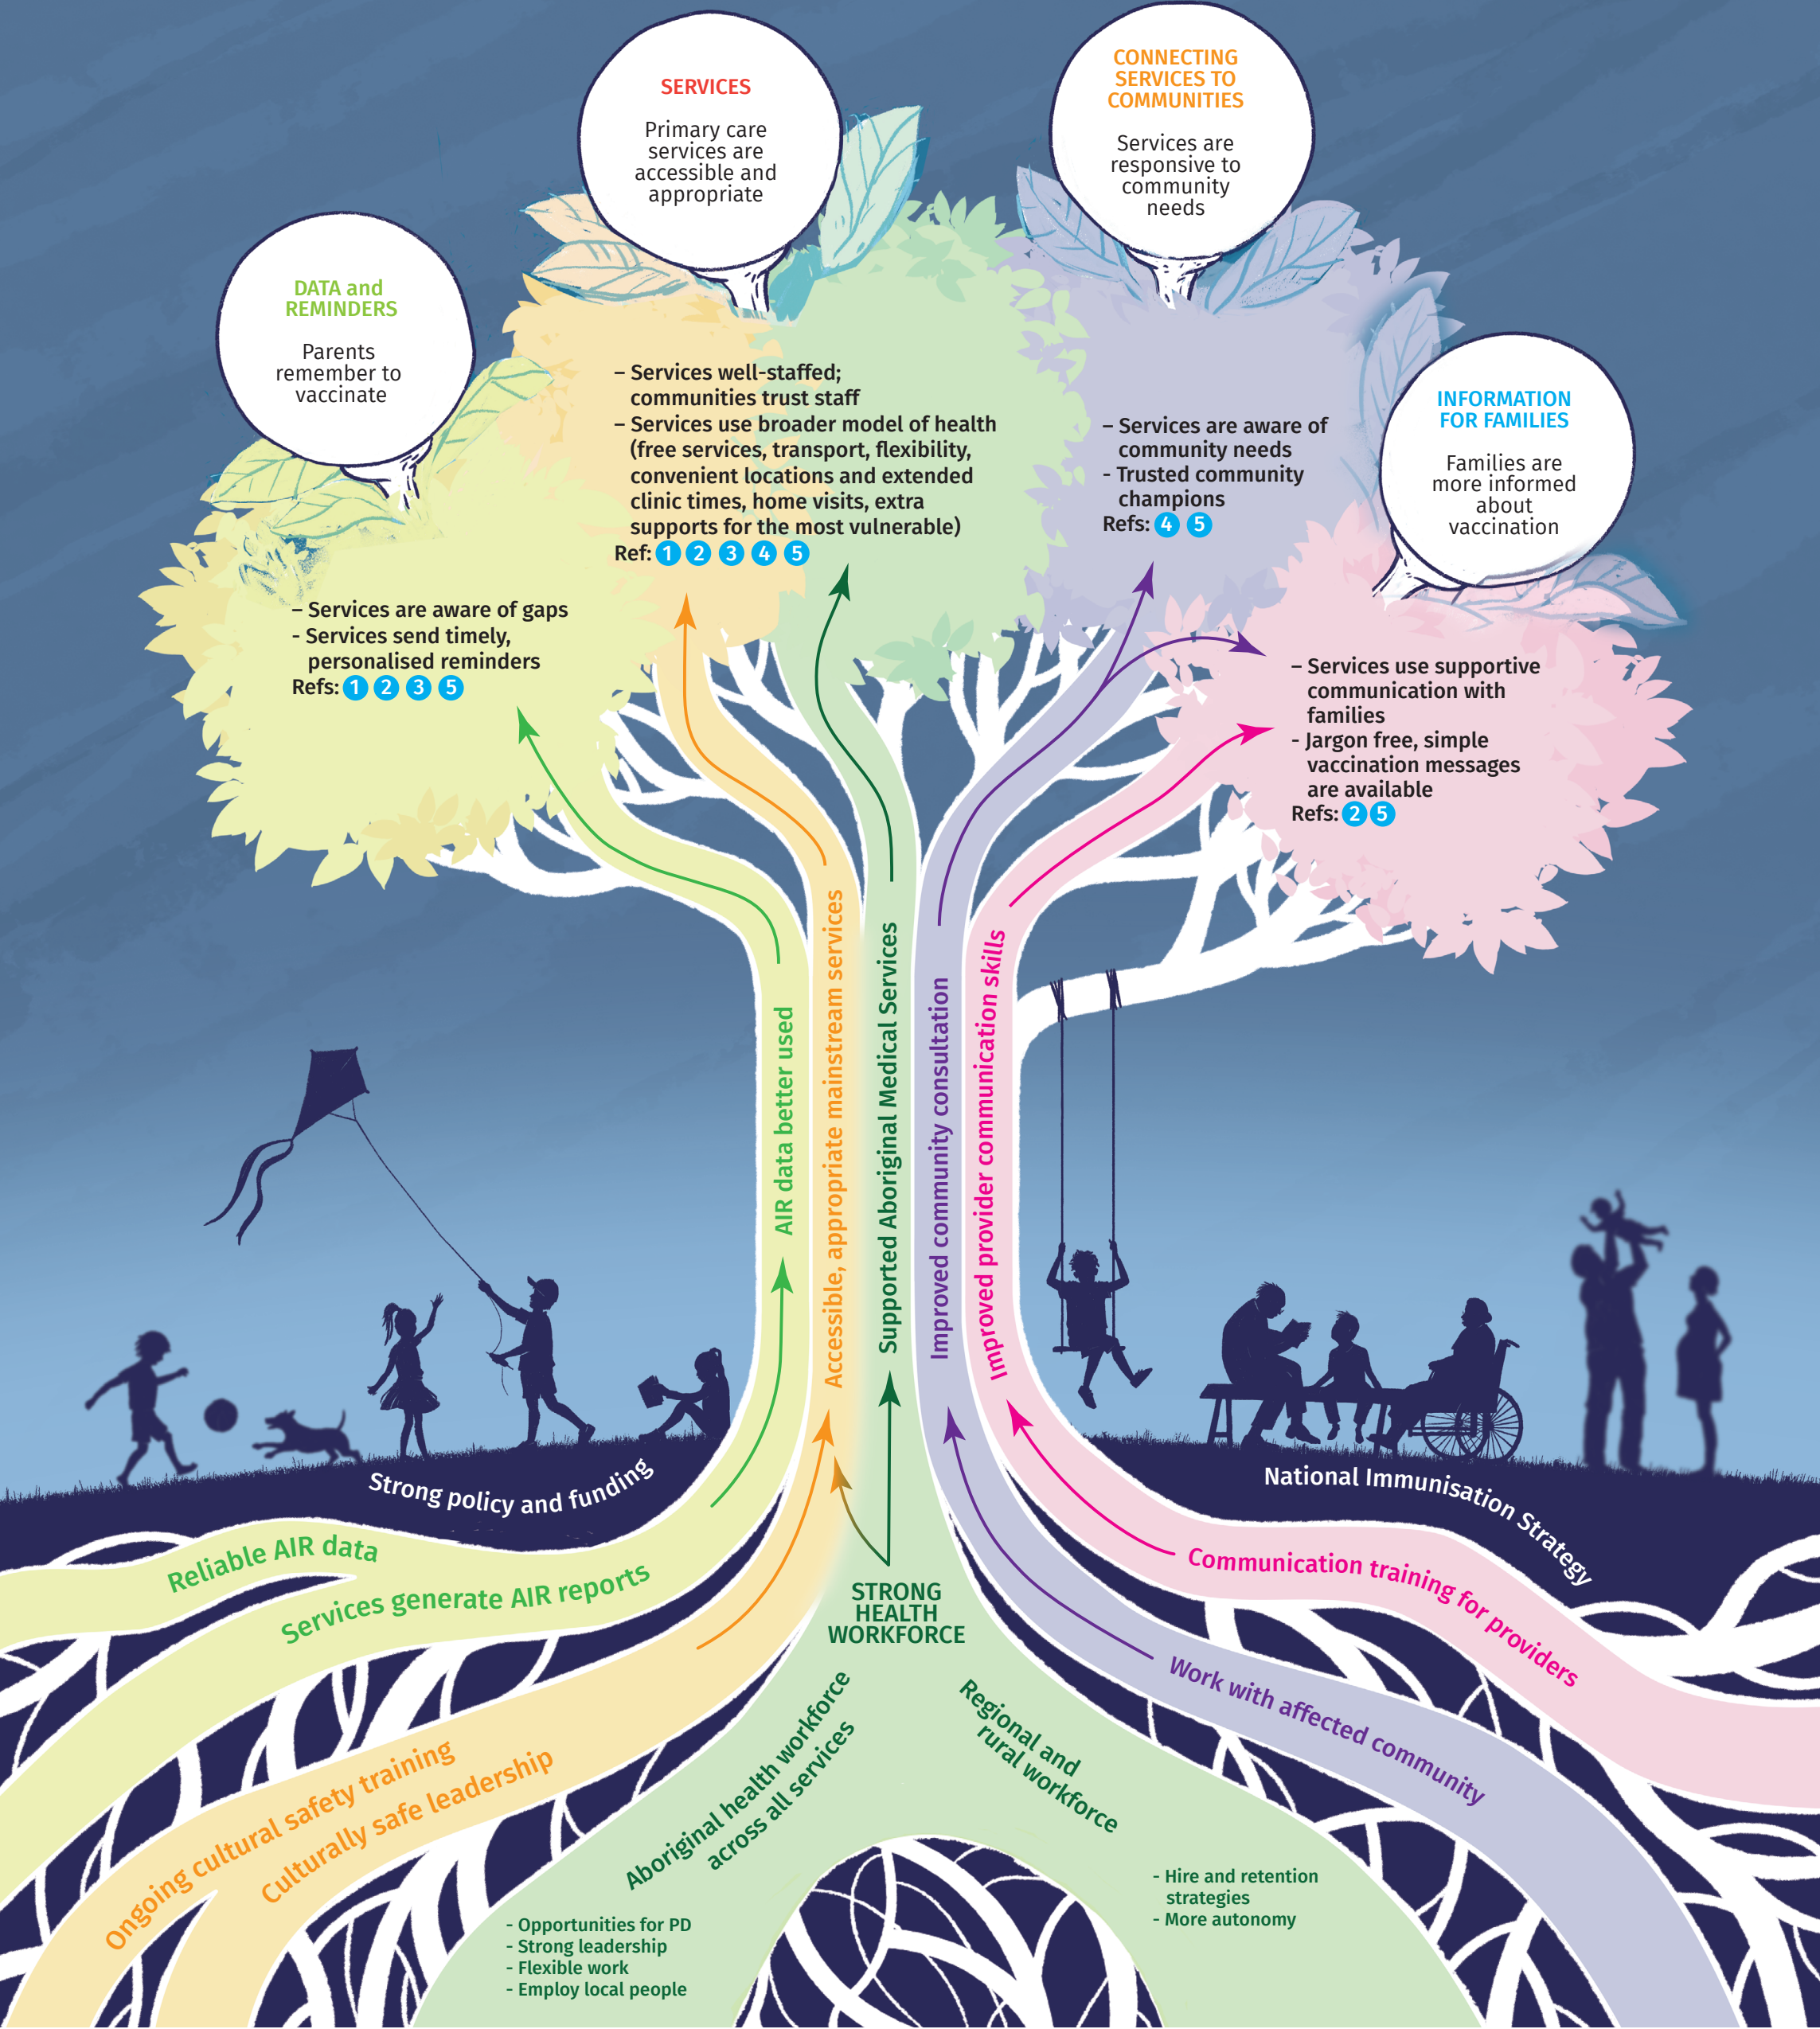 SERVICES
Primary care
services are
accessible and
appropriate
CONNECTING
SERVICES TO
COMMUNITIES
Services are
responsive to
community
needs
DATA and
REMINDERS
Parents
remember to
vaccinate
INFORMATION
FOR FAMILIES
Families are
more informed
about
vaccination
– Services well-staffed;
communities trust staff
– Services use broader model of health
(free services, transport, flexibility,
convenient locations and extended
clinic times, home visits, extra
supports for the most vulnerable)
Ref: 1 2 3 4 5
– Services are aware of
community needs
- Trusted community
champions
Refs: 4 5
– Services are aware of gaps
- Services send timely,
personalised reminders
Refs: 1 2 3 5
– Services use supportive
communication with
families
- Jargon free, simple
vaccination messages
are available
Refs: 2 5
AIR data better used
Accessible, appropriate mainstream services
Supported Aboriginal Medical Services
Improved community consultation
Improved provider communication skills
Strong policy and funding
National Immunisation Strategy
Reliable AIR data
Services generate AIR reports
Communication training for providers
STRONG
HEALTH
WORKFORCE
Work with affected community
Ongoing cultural safety training
Culturally safe leadership
Aboriginal health workforce
across all services
Regional and
rural workforce
- Opportunities for PD
- Strong leadership
- Flexible work
- Employ local people
- Hire and retention
strategies
- More autonomy